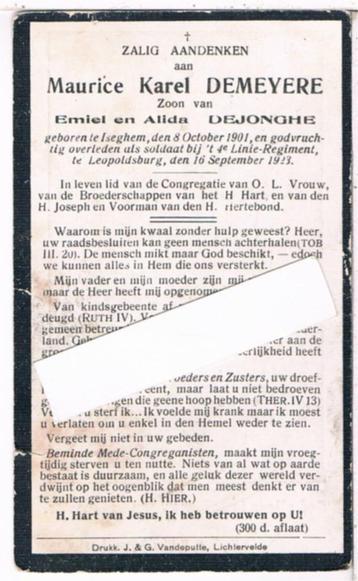 ZALIG AANDENKEN
aan
Maurice Karel DEMEYERE
Zoon van
Emiel en Alida DEJONGHE
geboren te Iseghem, den 8 October 1901, en godvruch-
tig overleden als soldaat bij 't 4e Linie-Regiment,
te Leopoldsburg, den 16 September 1923.
In leven lid van de Congregatie van O. L. Vrouw,
van de Broederschappen van het H Hart, en van den
H. Joseph en Voorman van den H. Hertebond.
Waarom is mijn kwaal zonder hulp geweest? Heer,
uw raadsbesluiten kan geen mensch achterhalen (TOB
III. 20). De mensch mikt maar God beschikt, — edoch
we kunnen alles in Hem die ons versterkt.
Mijn vader en mijn moeder zijn mij
maar de Heer heeft mij opgenome
Van kindsgebeente af
deugd (RUTH IV).
gemeen betreu
land. Ge
heer aan de
gro
erlijkheid heeft
oeders en Zusters, uw droef-
eent, maar laat u niet bedroeven
gen die geene hoop hebben (THER. IV 13)
u sterf ik... Ik voelde mij krank maar ik moest
u verlaten om u enkel in den Hemel weder te zien.
Vergeet mij niet in uw gebeden.
Beminde Mede-Congreganisten, maakt mijn vroeg-
tijdig sterven u ten nutte. Niets van al wat op aarde
bestaat is duurzaam, en alle geluk dezer wereld verd-
wijnt op het oogenblik dat men meest denkt er van
te zullen genieten. (H. HIER.)
H. Hart van Jesus, ik heb betrouwen op U!
(300 d. aflaat)
Drukk. J. & G. Vandeputte, Lichtervelde